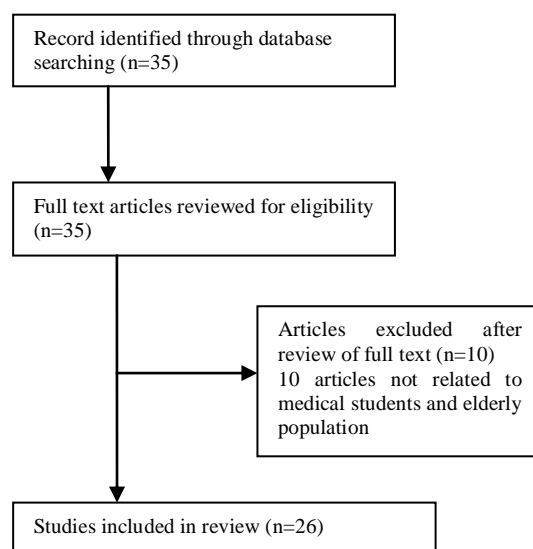 Record identified through database
searching (n=35)
Full text articles reviewed for eligibility
(n=35)
Articles excluded after
review of full text (n=10)
10 articles not related to
medical students and elderly
population
Studies included in review (n=26)